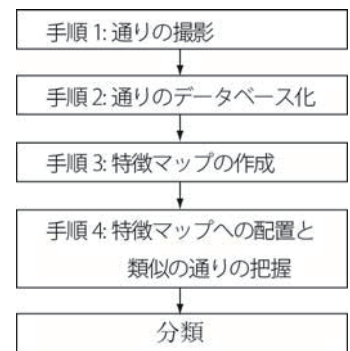 手順 1: 通りの撮影
手順 2: 通りのデータベース化
手順 3: 特徴マップの作成
手順 4: 特徴マップへの配置と
類似の通りの把握
分類